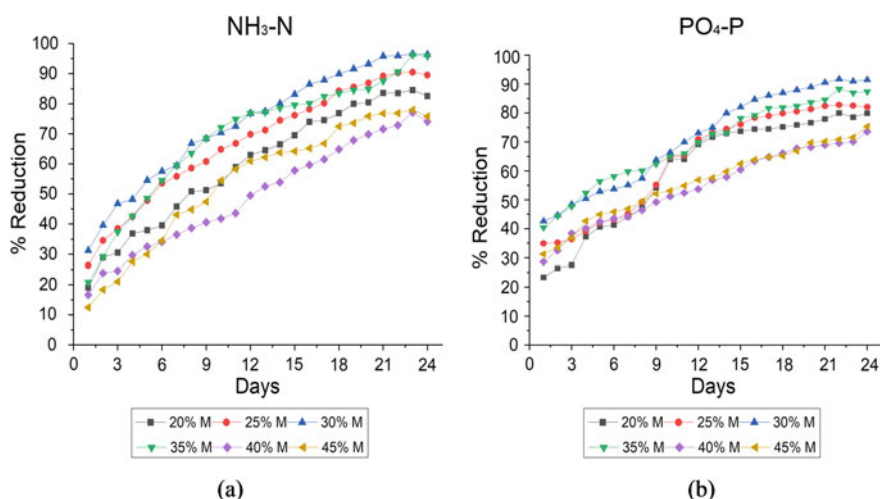 NH₃-N
PO₄-P
100
90
80
70
60
50
40
30
20
10
0
% Reduction
0 3 6 9 12 15 18 21 24
Days
20% M 25% M 30% M
35% M 40% M 45% M
(a)
100
90
80
70
60
50
40
30
20
10
0
% Reduction
0 3 6 9 12 15 18 21 24
Days
20% M 25% M 30% M
35% M 40% M 45% M
(b)